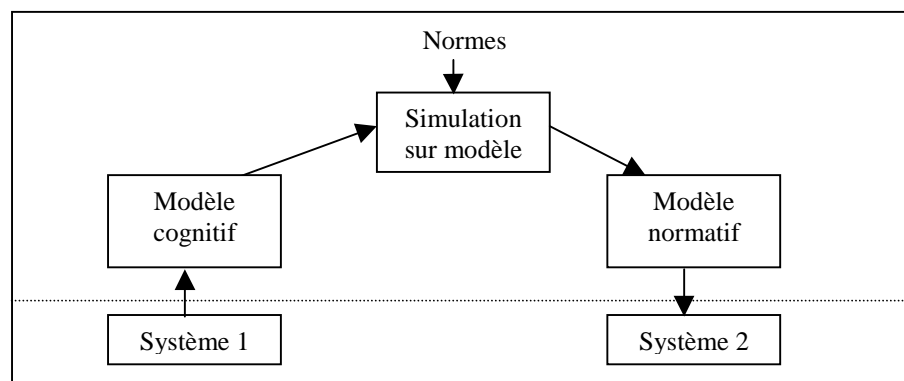 Normes
Simulation
sur modèle
Modèle
cognitif
Modèle
normatif
Système 1
Système 2